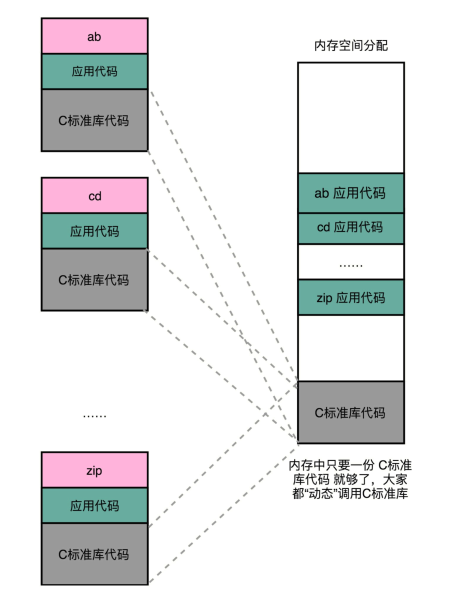 ab
应用代码
C标准库代码
cd
应用代码
C标准库代码
……
zip
应用代码
C标准库代码
内存空间分配
ab 应用代码
cd 应用代码
……
zip 应用代码
C标准库代码
内存中只要一份 C标准
库代码 就够了，大家
都“动态”调用C标准库